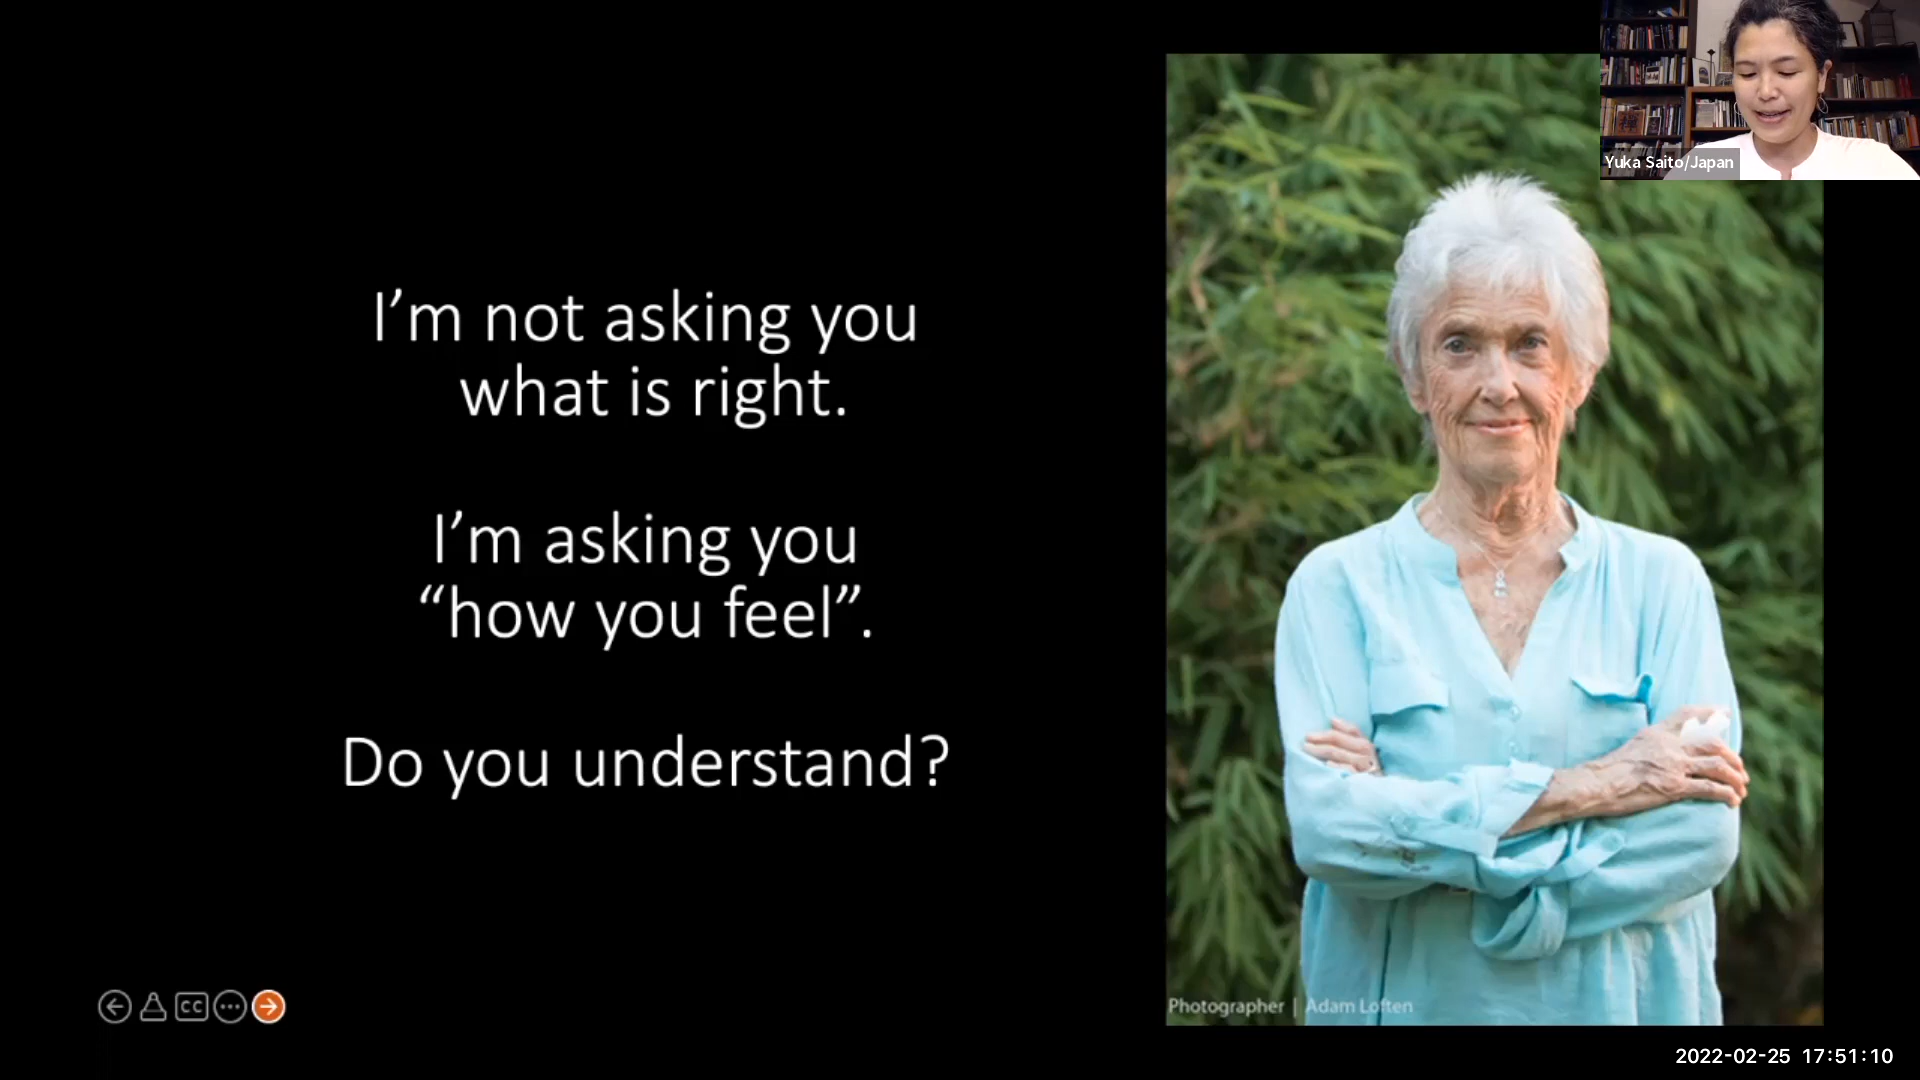 Yuka Saito/Japan
I’m not asking you
what is right.
I’m asking you
“how you feel”.
Do you understand?
CC
Photographer | Adam Loften
2022-02-25 17:51:10